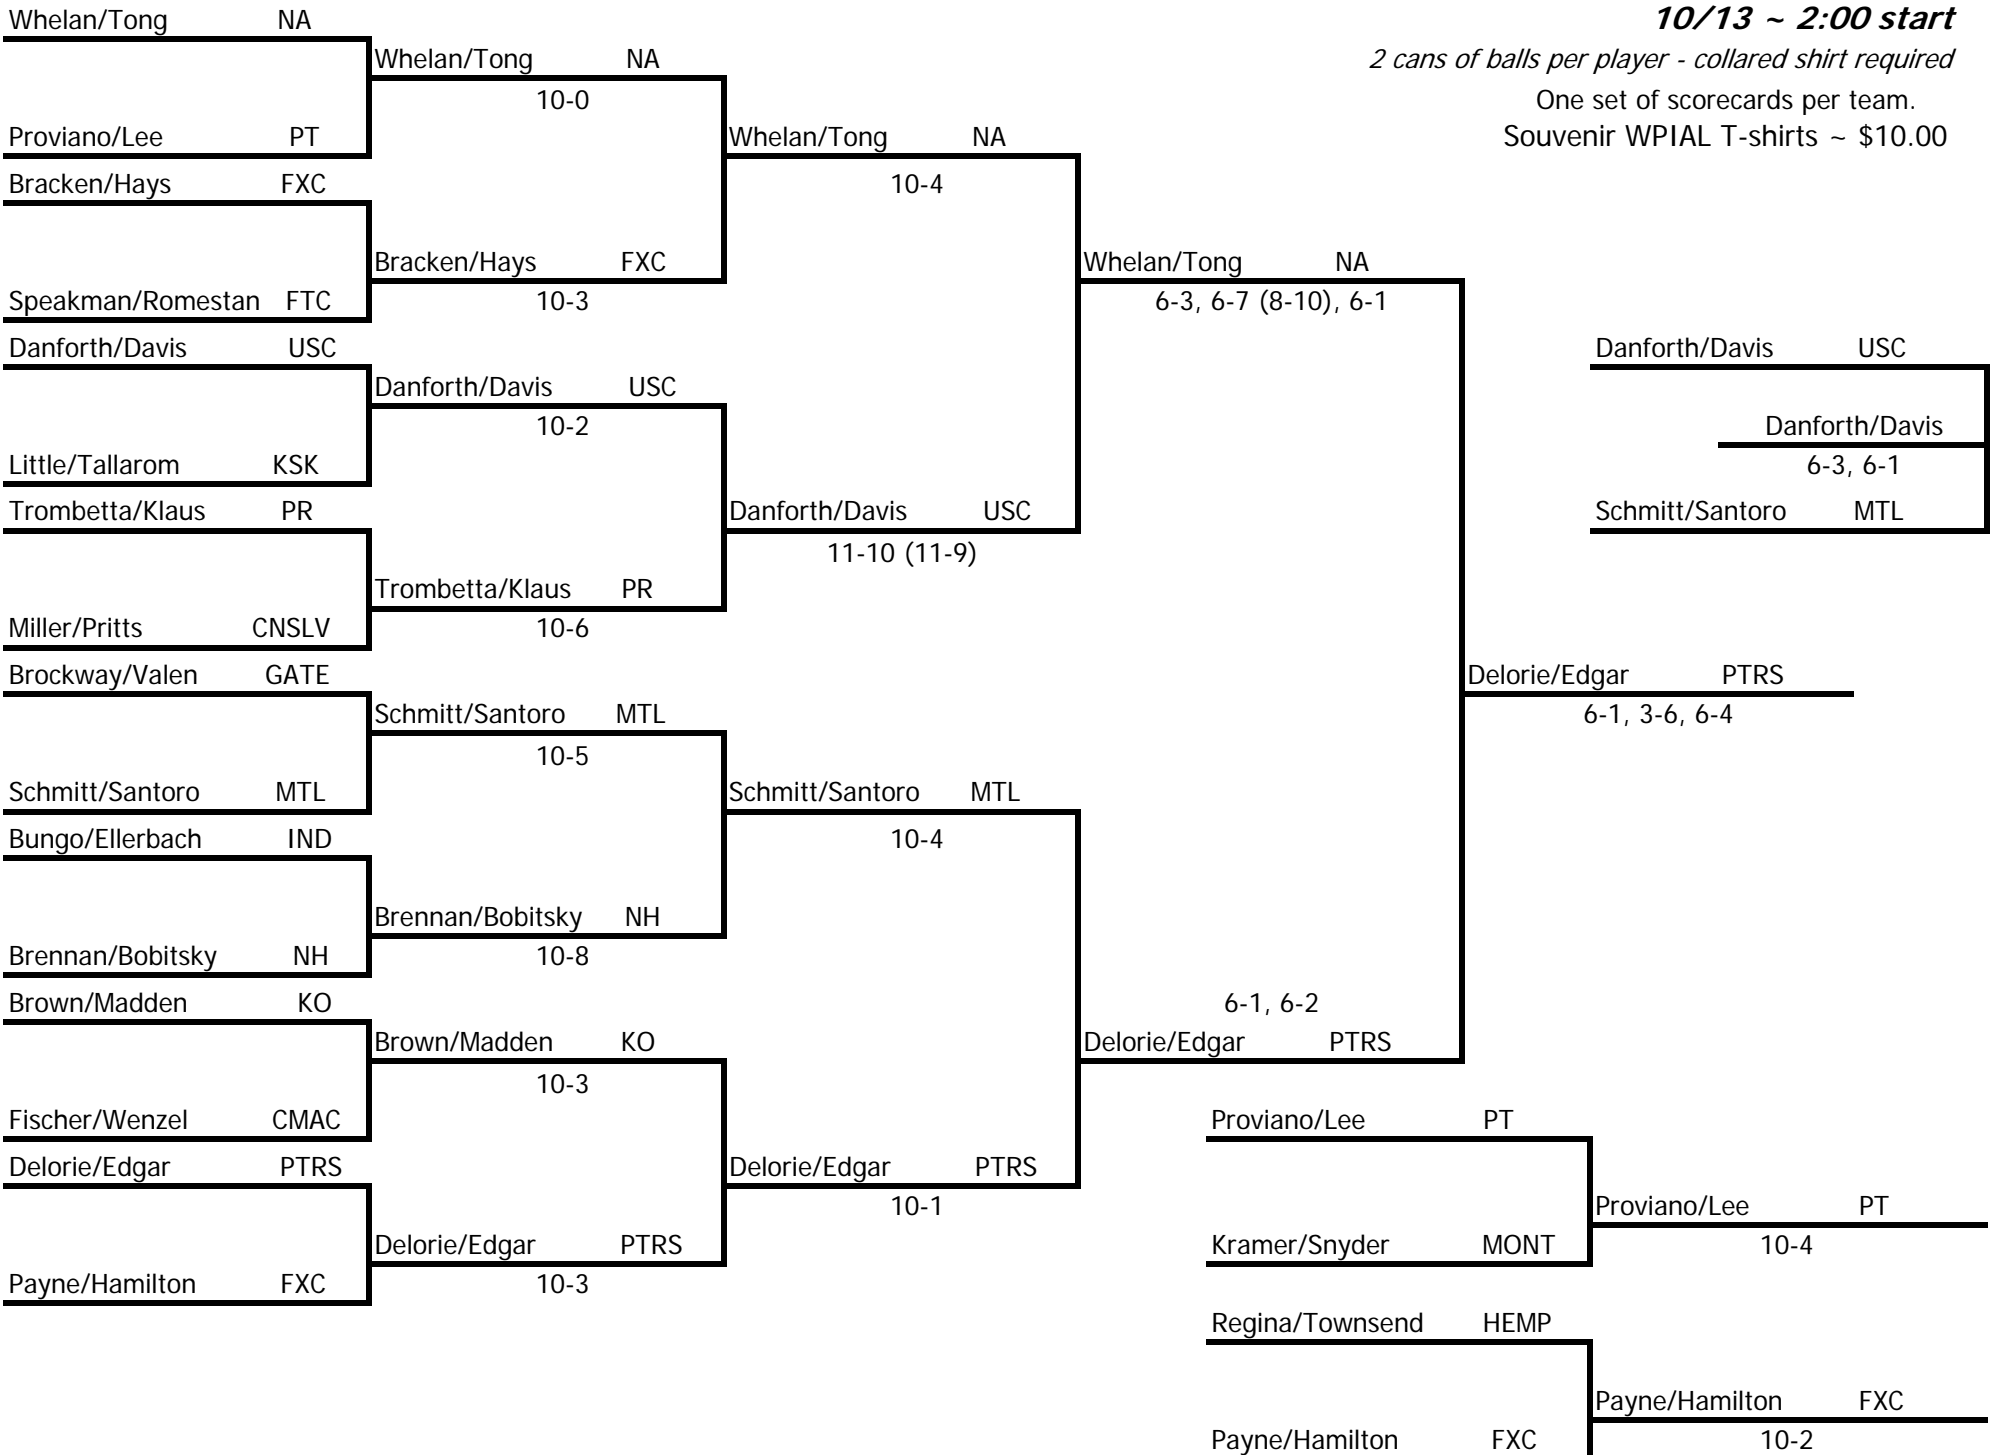 10/13 ~ 2:00 start
2 cans of balls per player - collared shirt required
One set of scorecards per team.
Souvenir WPIAL T-shirts ~ $10.00
Whelan/Tong NA
Proviano/Lee PT
Bracken/Hays FXC
Speakman/Romestan FTC
Danforth/Davis USC
Little/Tallarom KSK
Trombetta/Klaus PR
Miller/Pritts CNSLV
Brockway/Valen GATE
Schmitt/Santoro MTL
Bungo/Ellerbach IND
Brennan/Bobitsky NH
Brown/Madden KO
Fischer/Wenzel CMAC
Delorie/Edgar PTRS
Payne/Hamilton FXC
Whelan/Tong NA
10-0
Bracken/Hays FXC
10-3
Danforth/Davis USC
10-2
Trombetta/Klaus PR
10-6
Schmitt/Santoro MTL
10-5
Brennan/Bobitsky NH
10-8
Brown/Madden KO
10-3
Delorie/Edgar PTRS
10-3
Whelan/Tong NA
10-4
Danforth/Davis USC
11-10 (11-9)
Schmitt/Santoro MTL
10-4
Delorie/Edgar PTRS
10-1
Whelan/Tong NA
6-3, 6-7 (8-10), 6-1
6-1, 6-2
Delorie/Edgar PTRS
Delorie/Edgar PTRS
6-1, 3-6, 6-4
Danforth/Davis USC
Danforth/Davis
6-3, 6-1
Schmitt/Santoro MTL
Proviano/Lee PT
Kramer/Snyder MONT
Proviano/Lee PT
10-4
Regina/Townsend HEMP
Payne/Hamilton FXC
Payne/Hamilton FXC
10-2